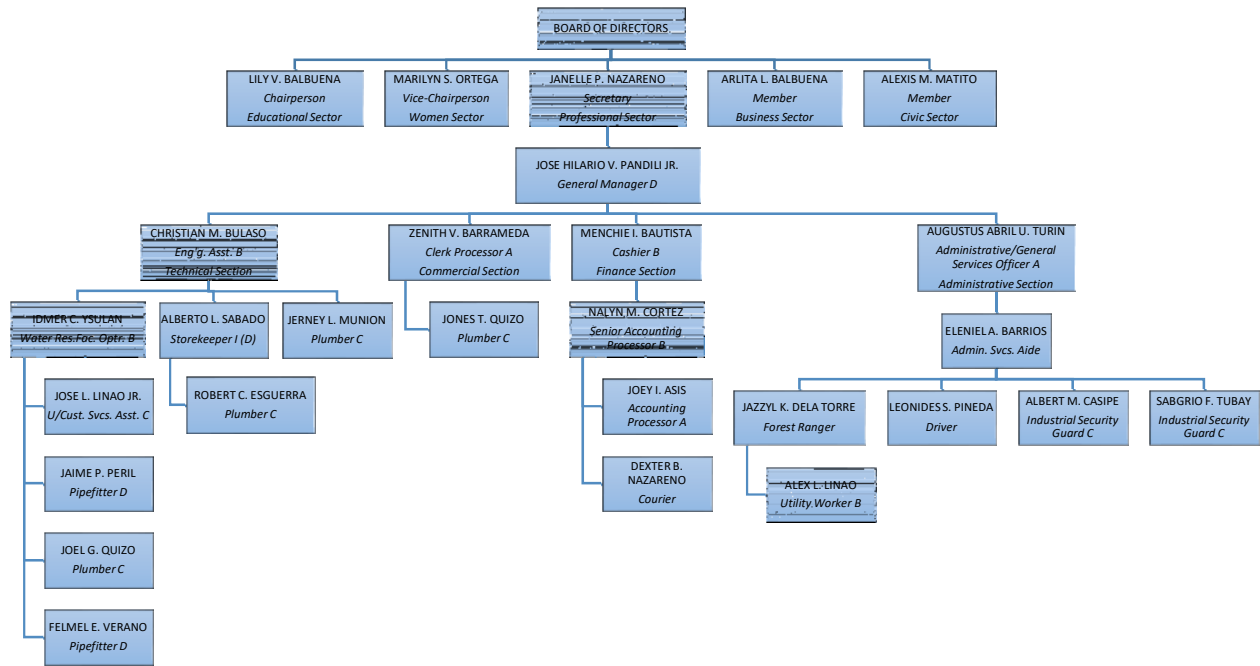 BOARD OF DIRECTORS
LILY V. BALBUENA
Chairperson
Educational Sector
MARILYN S. ORTEGA
Vice-Chairperson
Women Sector
JANELLE P. NAZARENO
Secretary
Professional Sector
ARLITA L. BALBUENA
Member
Business Sector
ALEXIS M. MATITO
Member
Civic Sector
JOSE HILARIO V. PANDILI JR.
General Manager D
CHRISTIAN M. BULASO
Eng'g. Asst. B
Technical Section
ZENITH V. BARRAMEDA
Clerk Processor A
Commercial Section
MENCHIE I. BAUTISTA
Cashier B
Finance Section
AUGUSTUS ABRIL U. TURIN
Administrative/General
Services Officer A
Administrative Section
IDMER C. YSULAN
Water Res.Fac. Optr. B
ALBERTO L. SABADO
Storekeeper I (D)
JERNEY L. MUNION
Plumber C
JONES T. QUIZO
Plumber C
NALYN M. CORTEZ
Senior Accounting
Processor B
ELENIEL A. BARRIOS
Admin. Svcs. Aide
JOSE L. LINAO JR.
U/Cust. Svcs. Asst. C
ROBERT C. ESGUERRA
Plumber C
JOEY I. ASIS
Accounting
Processor A
JAZZYL K. DELA TORRE
Forest Ranger
LEONIDES S. PINEDA
Driver
ALBERT M. CASIPE
Industrial Security
Guard C
SABGRIO F. TUBAY
Industrial Security
Guard C
JAIME P. PERIL
Pipefitter D
DEXTER B.
NAZARENO
Courier
ALEX L. LINAO
Utility Worker B
JOEL G. QUIZO
Plumber C
FELMEL E. VERANO
Pipefitter D